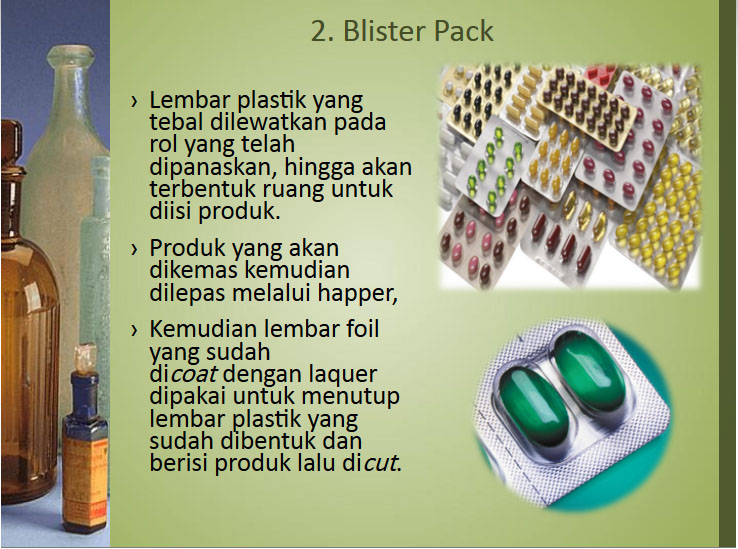 2. Blister Pack
› Lembar plastik yang
tebal dilewatkan pada
rol yang telah
dipanaskan, hingga akan
terbentuk ruang untuk
diisi produk.
› Produk yang akan
dikemas kemudian
dilepas melalui happer,
› Kemudian lembar foil
yang sudah
dicoat dengan laquer
dipakai untuk menutup
lembar plastik yang
sudah dibentuk dan
berisi produk lalu dicut.